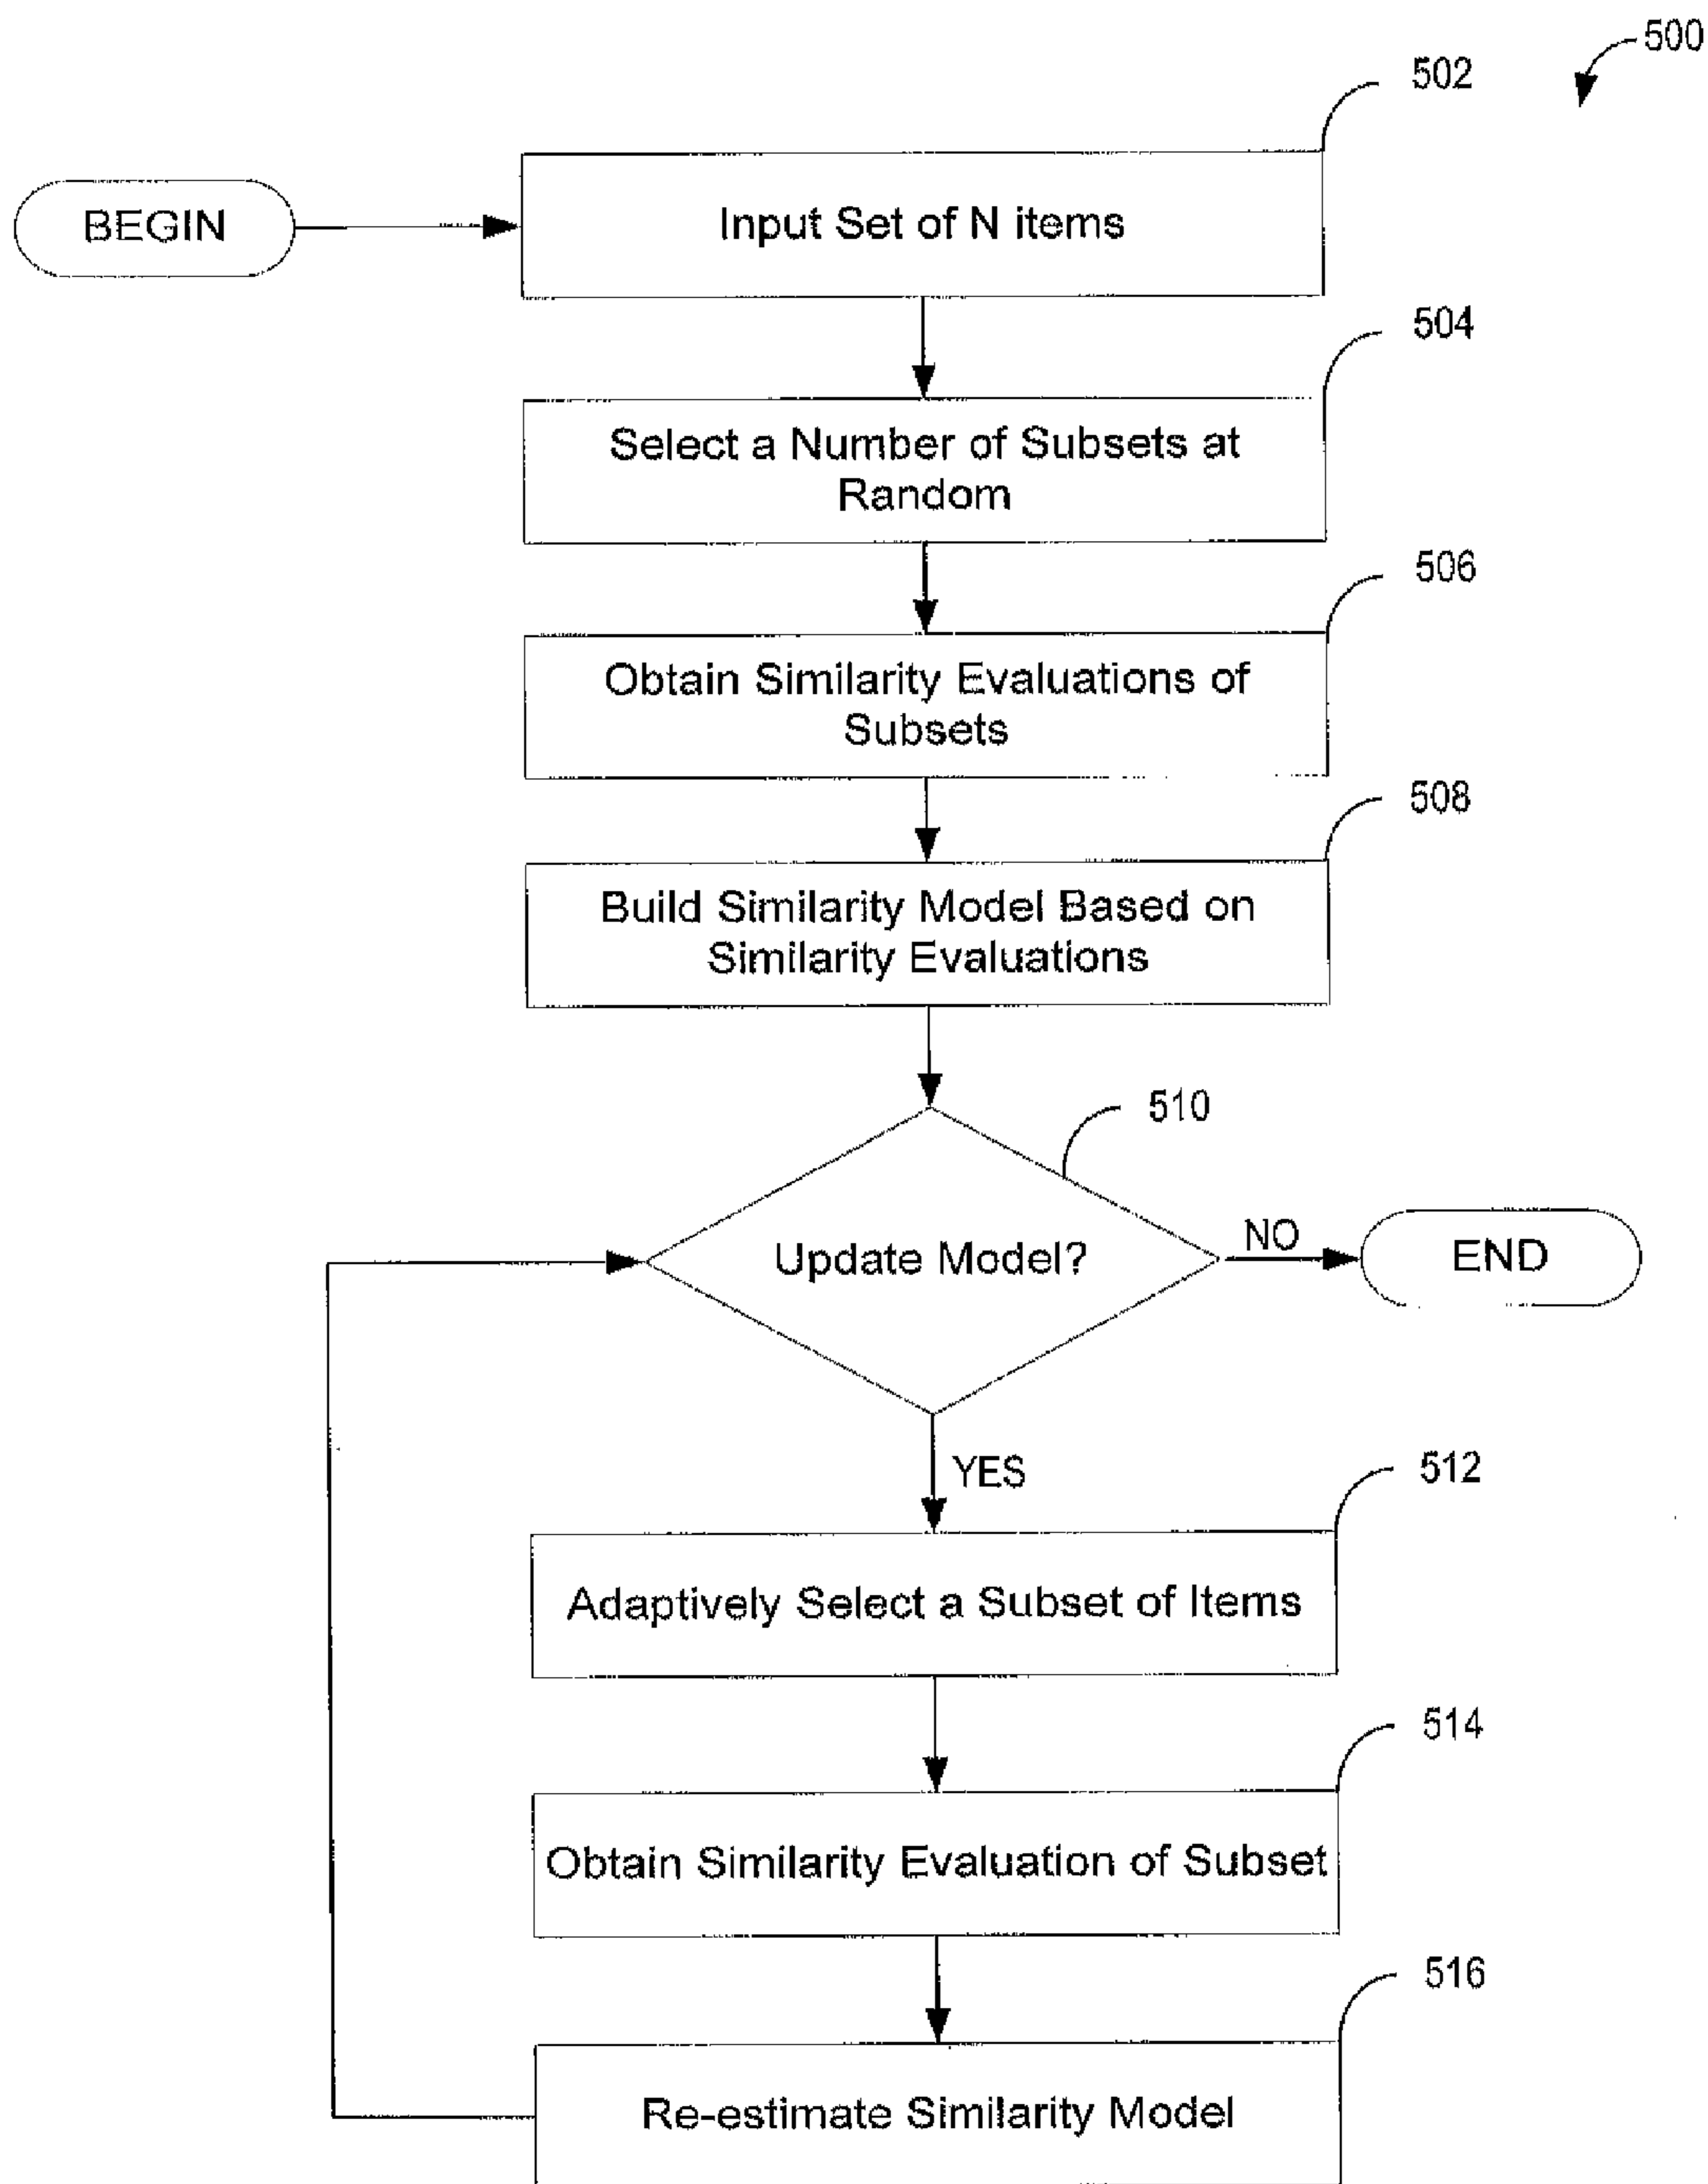 500
502
BEGIN
Input Set of N items
504
Select a Number of Subsets at
Random
506
Obtain Similarity Evaluations of
Subsets
508
Build Similarity Model Based on
Similarity Evaluations
510
Update Model?
NO
END
YES
512
Adaptively Select a Subset of Items
514
Obtain Similarity Evaluation of Subset
516
Re-estimate Similarity Model